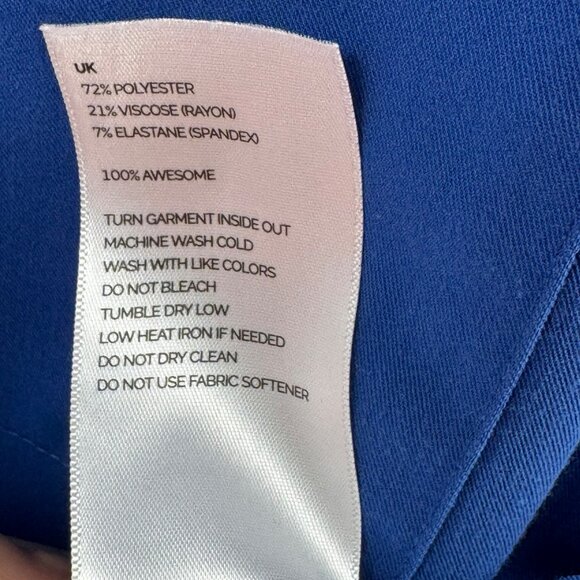 UK
72% POLYESTER
21% VISCOSE (RAYON)
7% ELASTANE (SPANDEX)
100% AWESOME
TURN GARMENT INSIDE OUT
MACHINE WASH COLD
WASH WITH LIKE COLORS
DO NOT BLEACH
TUMBLE DRY LOW
LOW HEAT IRON IF NEEDED
DO NOT DRY CLEAN
DO NOT USE FABRIC SOFTENER